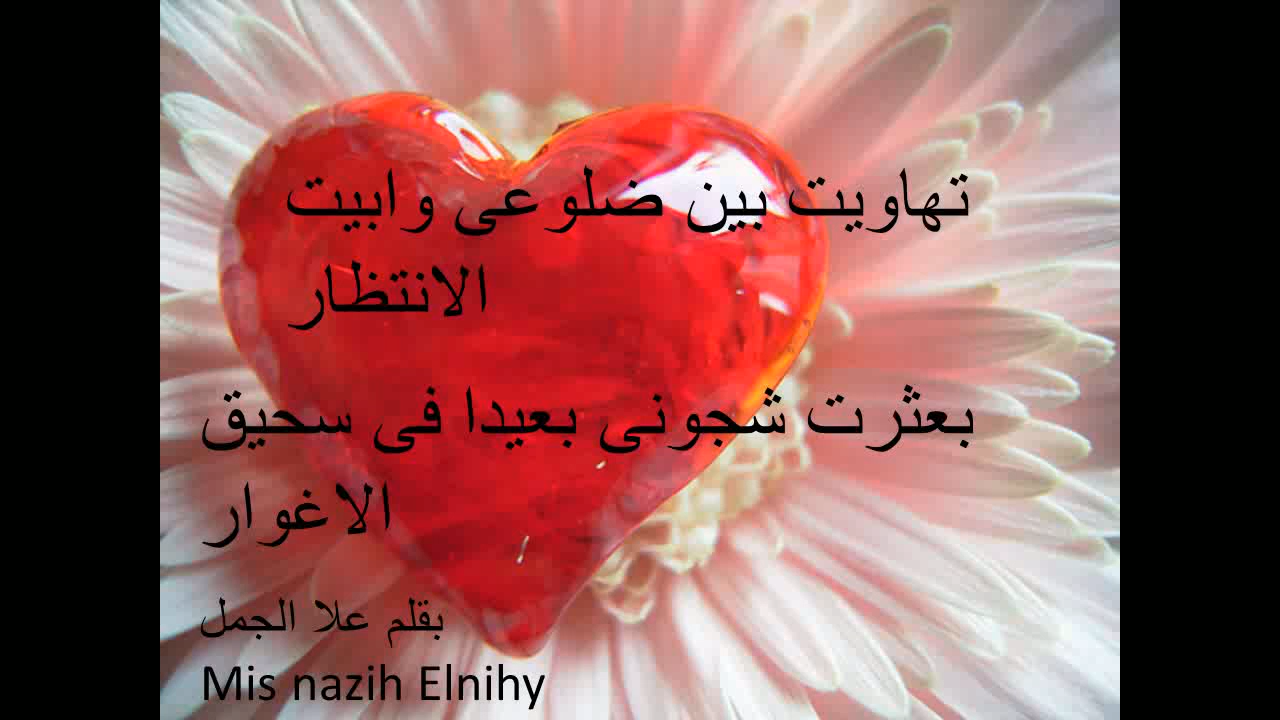 تهاويت بين ضلوعى وابيت
الانتظار
بعثرت شجونى بعيدا فى سحيق
الاغوار
بقلم علا الجمل
Mis nazih Elnihy